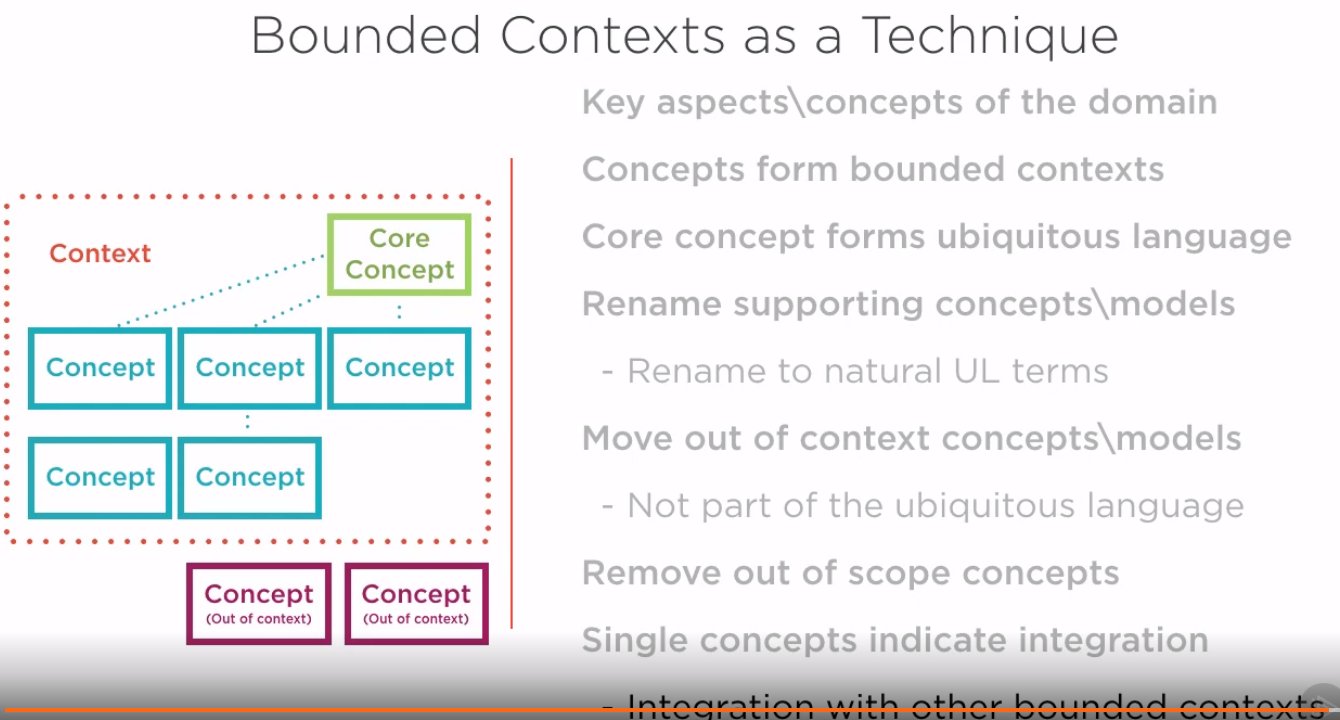 Bounded Contexts as a Technique
Key aspects\concepts of the domain
Concepts form bounded contexts
Core concept forms ubiquitous language
Rename supporting concepts\models
- Rename to natural UL terms
Move out of context concepts\models
- Not part of the ubiquitous language
Remove out of scope concepts
Single concepts indicate integration
- Integration with other bounded contexts
Context
Core
Concept
Concept Concept Concept
Concept Concept
Concept Concept
(Out of context) (Out of context)